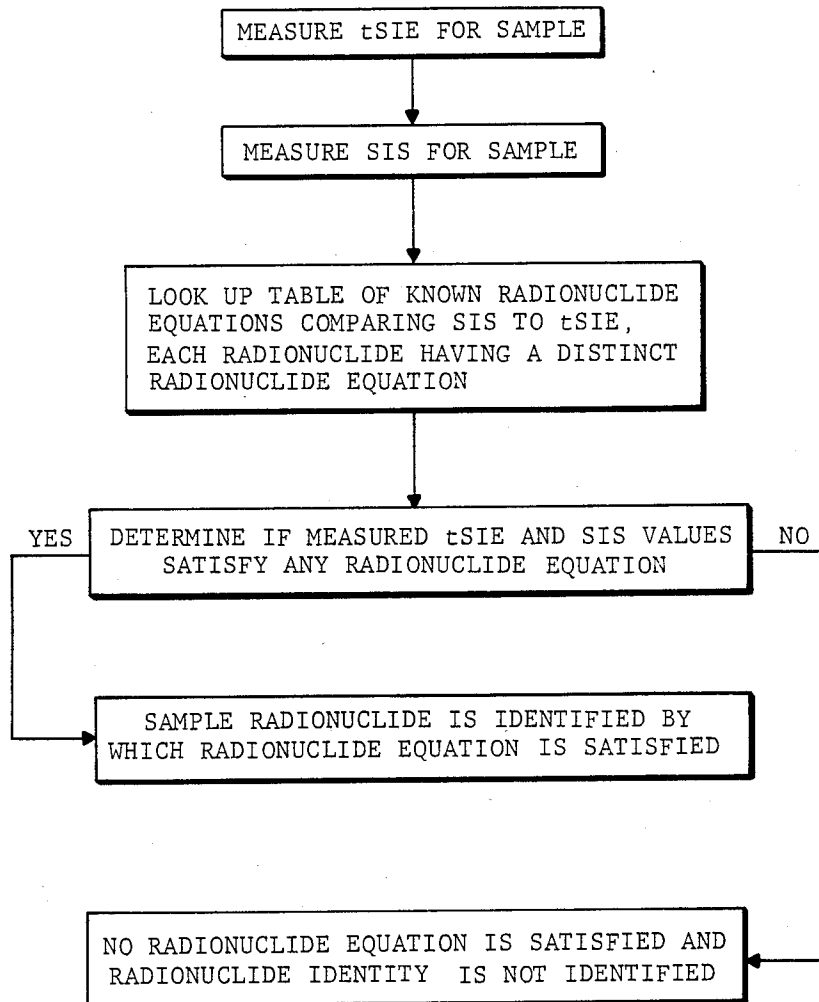 MEASURE tSIE FOR SAMPLE
MEASURE SIS FOR SAMPLE
LOOK UP TABLE OF KNOWN RADIONUCLIDE
EQUATIONS COMPARING SIS TO tSIE,
EACH RADIONUCLIDE HAVING A DISTINCT
RADIONUCLIDE EQUATION
YES
DETERMINE IF MEASURED tSIE AND SIS VALUES
SATISFY ANY RADIONUCLIDE EQUATION
NO
SAMPLE RADIONUCLIDE IS IDENTIFIED BY
WHICH RADIONUCLIDE EQUATION IS SATISFIED
NO RADIONUCLIDE EQUATION IS SATISFIED AND
RADIONUCLIDE IDENTITY IS NOT IDENTIFIED